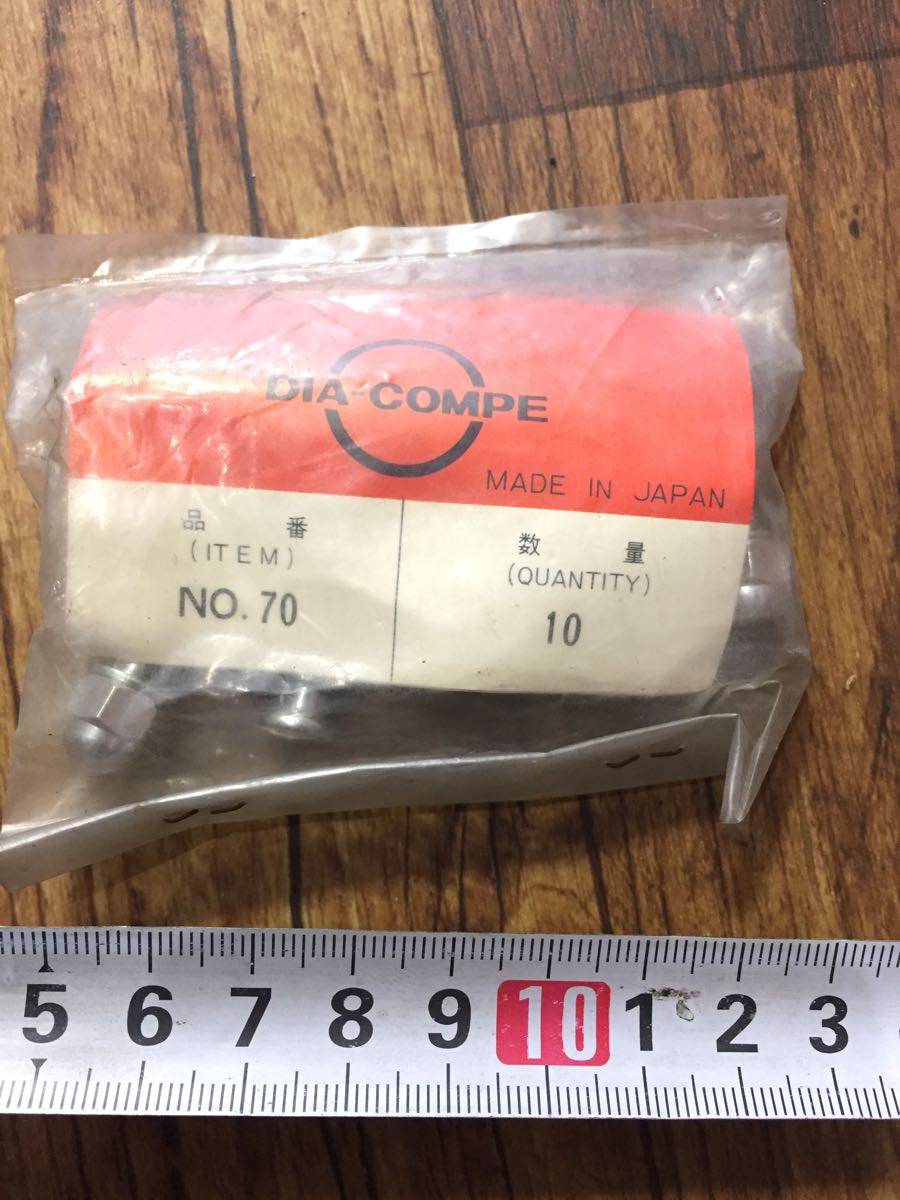 DIA-COMPE
MADE IN JAPAN
品番
(ITEM)
NO. 70
数量
(QUANTITY)
10
5 6 7 8 9 10 1 2 3